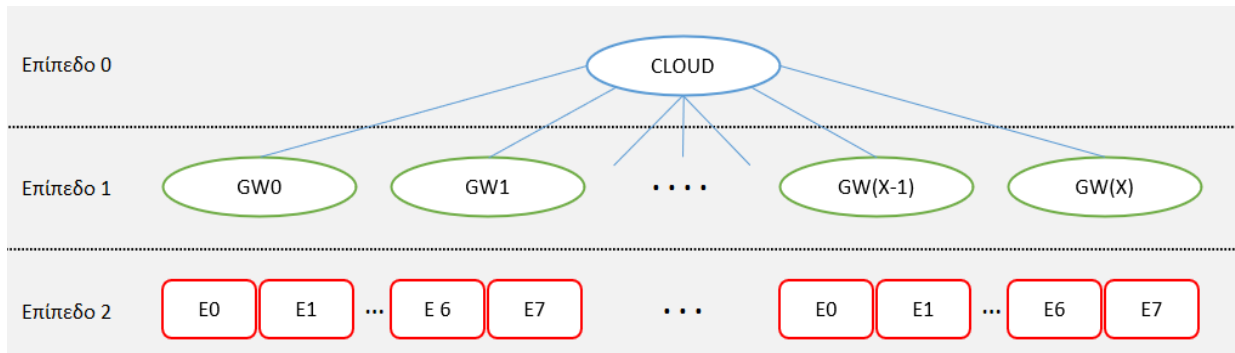 Επίπεδο 0
CLOUD
Επίπεδο 1
GW0
GW1
. . . .
GW(X-1)
GW(X)
Επίπεδο 2
E0
E1
...
E 6
E7
. . .
E0
E1
...
E6
E7